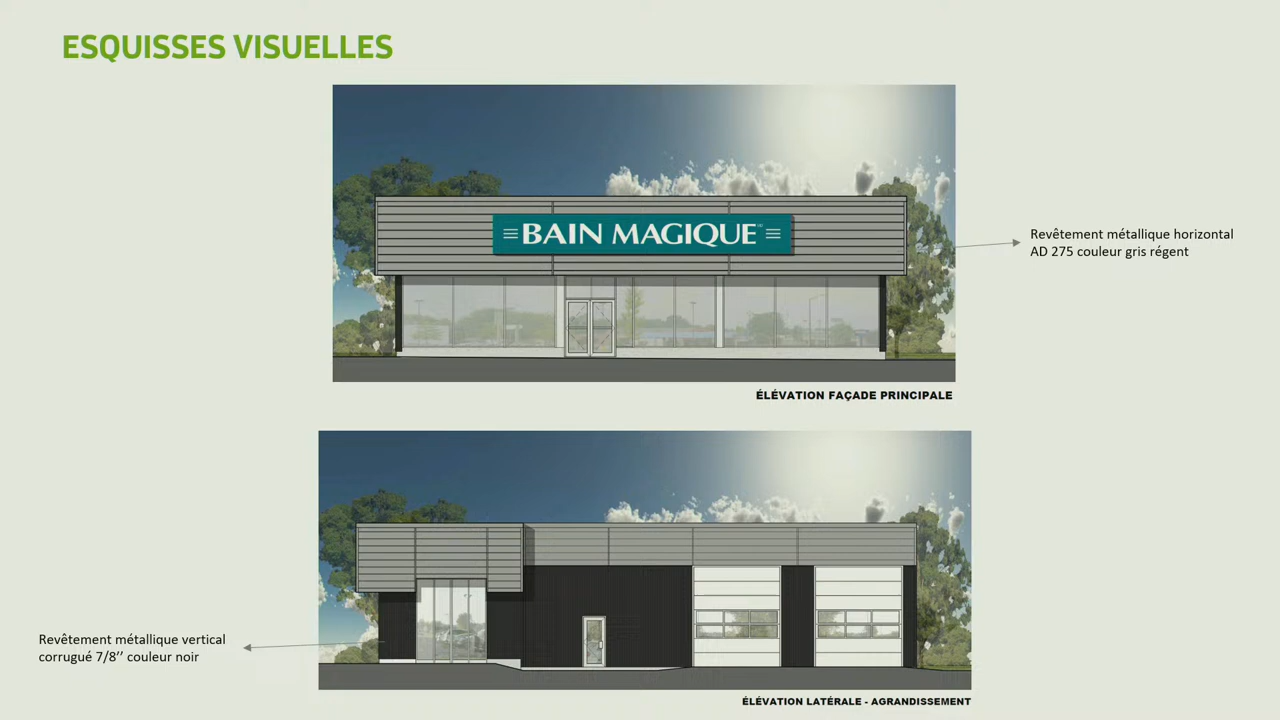 ESQUISSES VISUELLES
BAIN MAGIQUE
Revêtement métallique horizontal
AD 275 couleur gris régent
ÉLÉVATION FAÇADE PRINCIPALE
Revêtement métallique vertical
corrugué 7/8’’ couleur noir
ÉLÉVATION LATÉRALE - AGRANDISSEMENT